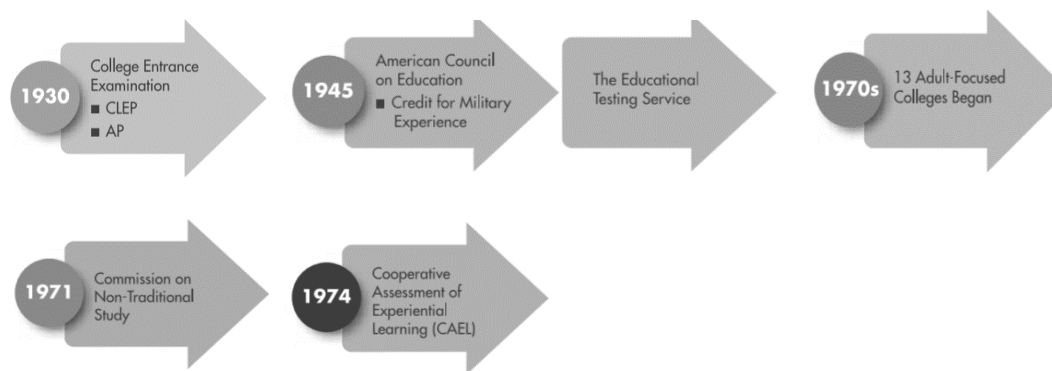 1930
College Entrance
Examination
■ CLEP
■ AP
1945
American Council
on Education
■ Credit for Military
Experience
The Educational
Testing Service
1970s
13 Adult-Focused
Colleges Began
1971
Commission on
Non-Traditional
Study
1974
Cooperative
Assessment of
Experiential
Learning (CAEL)